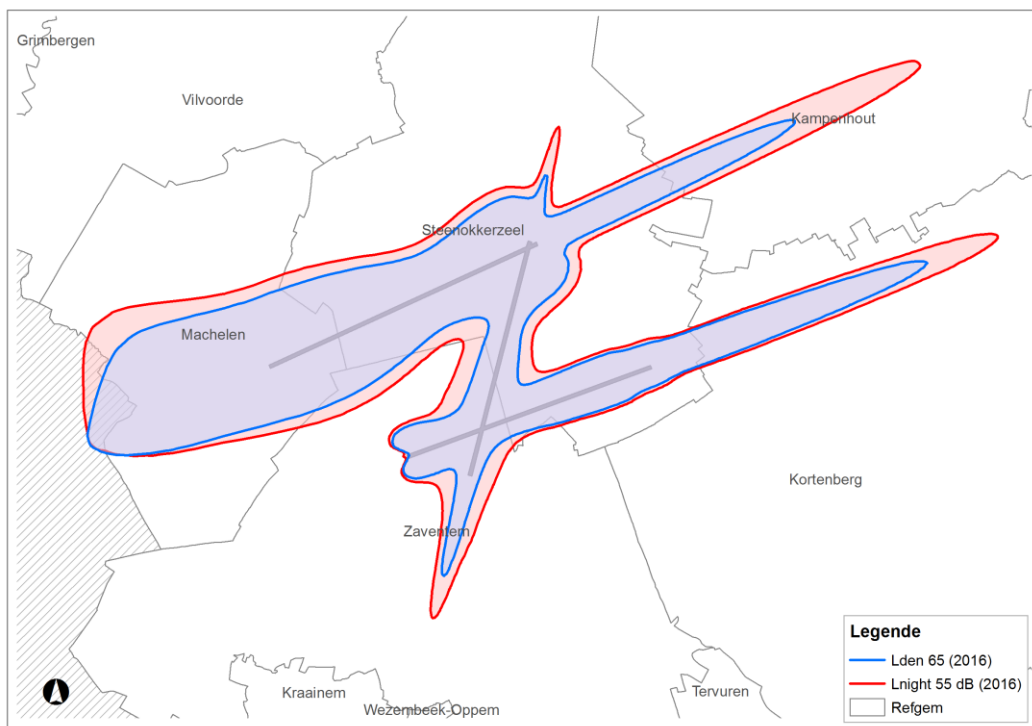 Grimbergen
Vilvoorde
Kampenhout
Steenokkerzeel
Machelen
Kortenberg
Zaventem
Kraainem
Wezembeek-Oppem
Tervuren
Legende
Lden 65 (2016)
Lnight 55 dB (2016)
Refgem